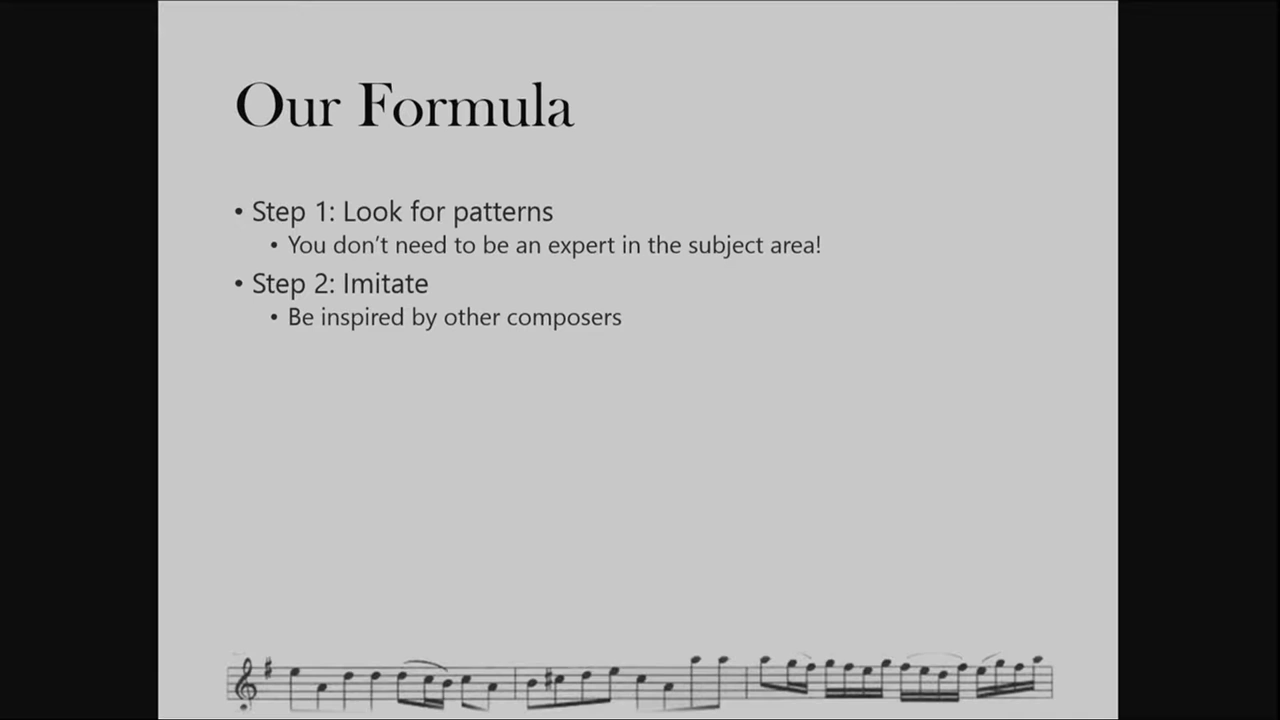 Our Formula
• Step 1: Look for patterns
• You don’t need to be an expert in the subject area!
• Step 2: Imitate
• Be inspired by other composers